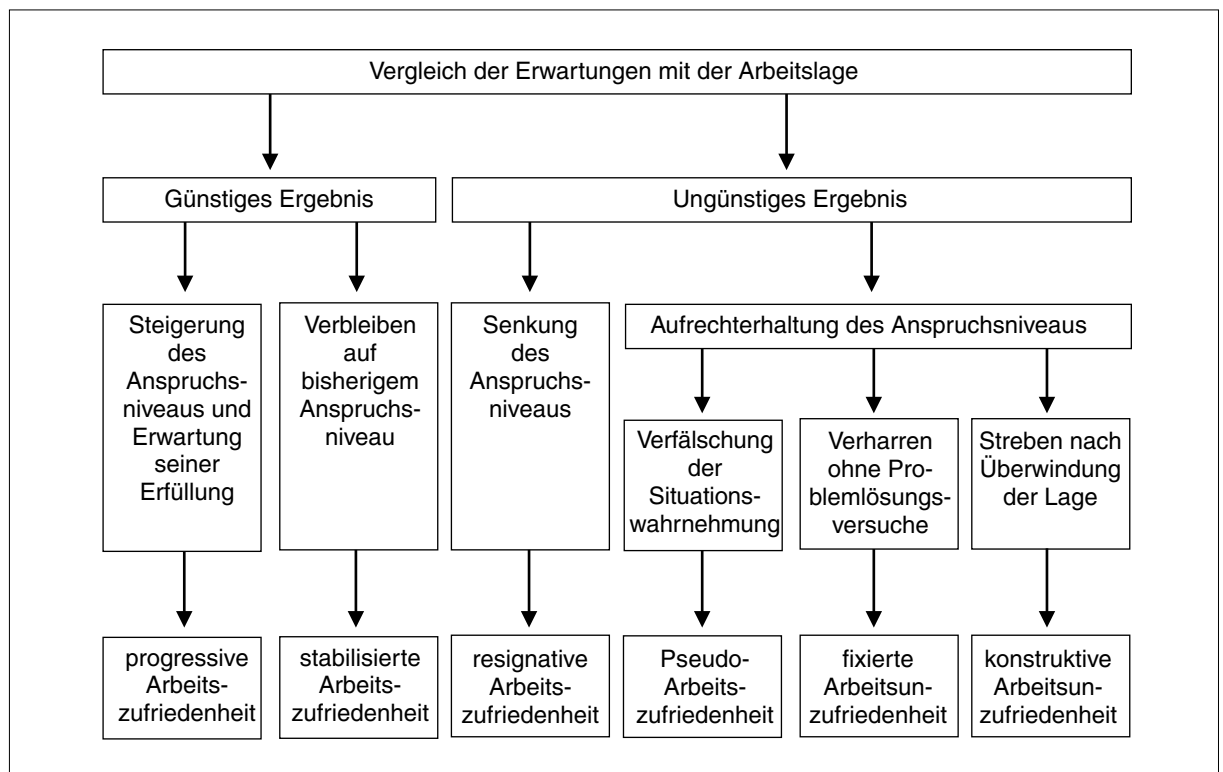 Vergleich der Erwartungen mit der Arbeitslage
Günstiges Ergebnis
Ungünstiges Ergebnis
Steigerung
des
Anspruchs-
niveaus und
Erwartung
seiner
Erfüllung
Verbleiben
auf
bisherigem
Anspruchs-
niveau
Senkung
des
Anspruchs-
niveaus
Aufrechterhaltung des Anspruchsniveaus
Verfälschung
der
Situations-
wahrnehmung
Verharren
ohne Pro-
blemlösungs-
versuche
Streben nach
Überwindung
der Lage
progressive
Arbeits-
zufriedenheit
stabilisierte
Arbeits-
zufriedenheit
resignative
Arbeits-
zufriedenheit
Pseudo-
Arbeits-
zufriedenheit
fixierte
Arbeitsun-
zufriedenheit
konstruktive
Arbeitsun-
zufriedenheit